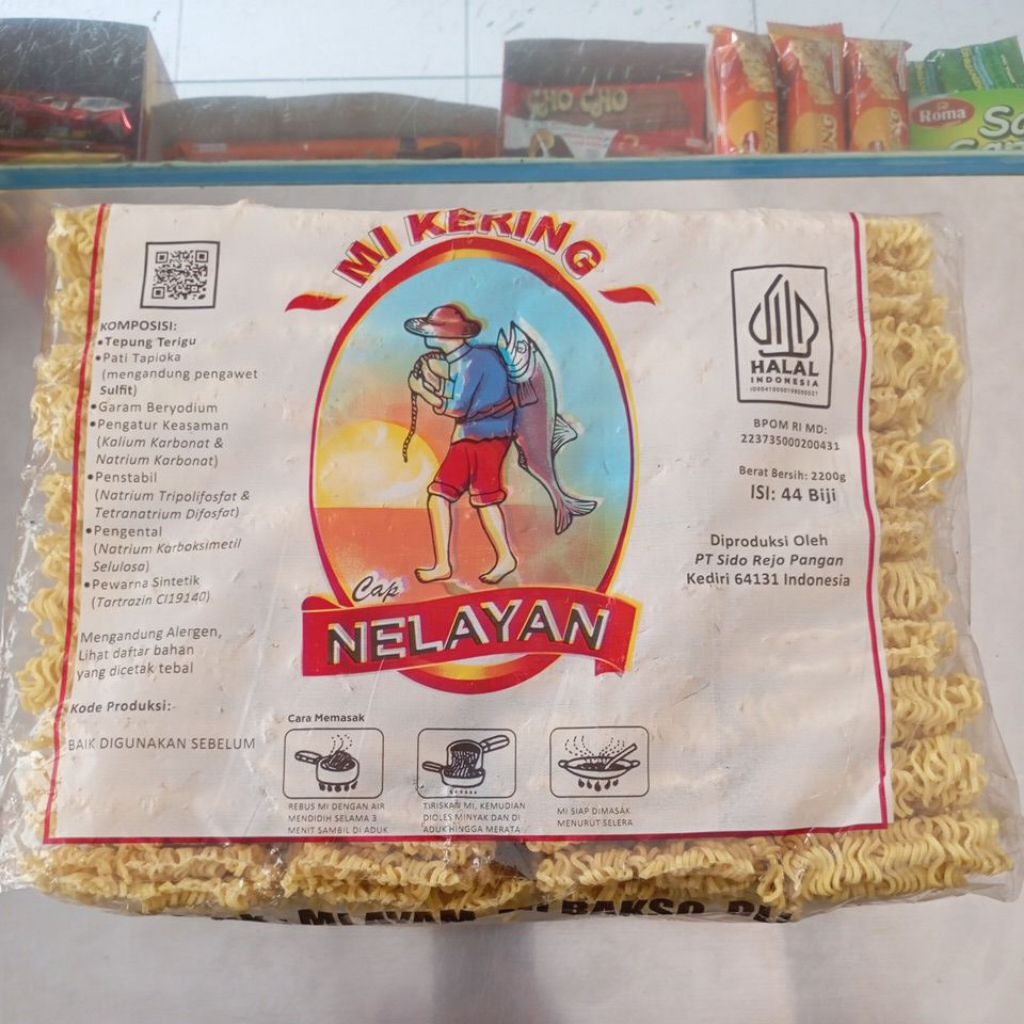 CHO CHO
Roma
MI KERING
KOMPOSISI:
•Tepung Terigu
•Pati Tapioka
(mengandung pengawet
Sulfit)
•Garam Beryodium
•Pengatur Keasaman
(Kalium Karbonat &
Natrium Karbonat)
•Penstabil
(Natrium Tripolifosfat &
Tetranatrium Difosfat)
•Pengental
(Natrium Karboksimetil
Selulosa)
•Pewarna Sintetik
(Tartrazin CI19140)
Mengandung Alergen,
Lihat daftar bahan
yang dicetak tebal
Kode Produksi:
BAIK DIGUNAKAN SEBELUM
Cap
NELAYAN
HALAL
INDONESIA
BPOM RI MD:
223735000200431
Berat Bersih: 2200g
ISI: 44 Biji
Diproduksi Oleh
PT Sido Rejo Pangan
Kediri 64131 Indonesia
Cara Memasak
REBUS MI DENGAN AIR
MENDIDIH SELAMA 3
MENIT SAMBIL DI ADUK
TIRISKAN MI, KEMUDIAN
DIOLES MINYAK DAN DI
ADUK HINGGA MERATA
MI SIAP DIMASAK
MENURUT SELERA
MI AYAM, MI BAKSO